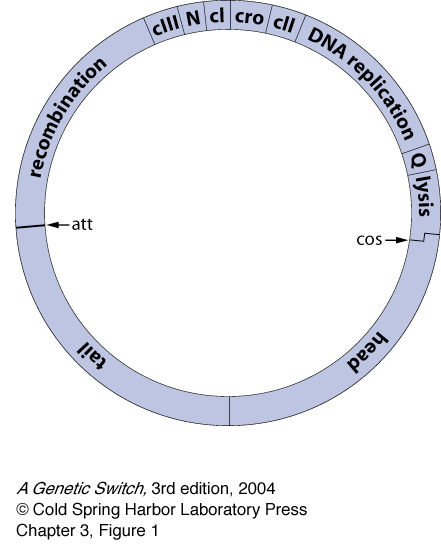 cIII
N
cI
cro
cII
DNA replication
Q
lysis
cos
head
tail
att
recombination
A Genetic Switch, 3rd edition, 2004
© Cold Spring Harbor Laboratory Press
Chapter 3, Figure 1